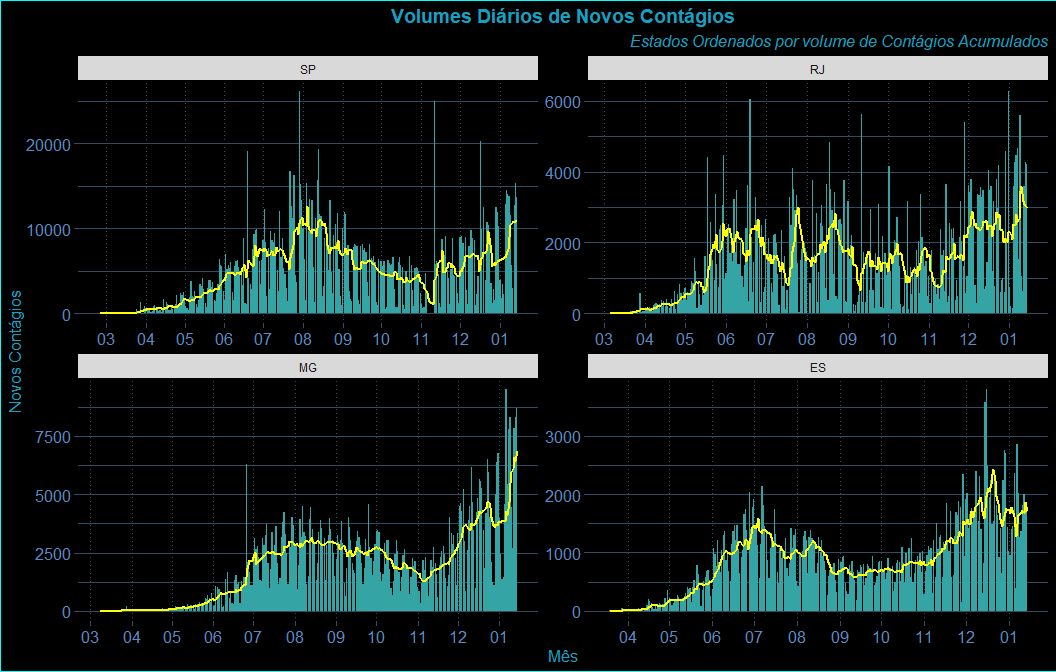 Volumes Diários de Novos Contágios
Estados Ordenados por volume de Contágios Acumulados
SP
RJ
20000
10000
0
03 04 05 06 07 08 09 10 11 12 01
6000
4000
2000
0
03 04 05 06 07 08 09 10 11 12 01
Novos Contágios
MG
ES
7500
5000
2500
0
03 04 05 06 07 08 09 10 11 12 01
3000
2000
1000
0
04 05 06 07 08 09 10 11 12 01
Mês